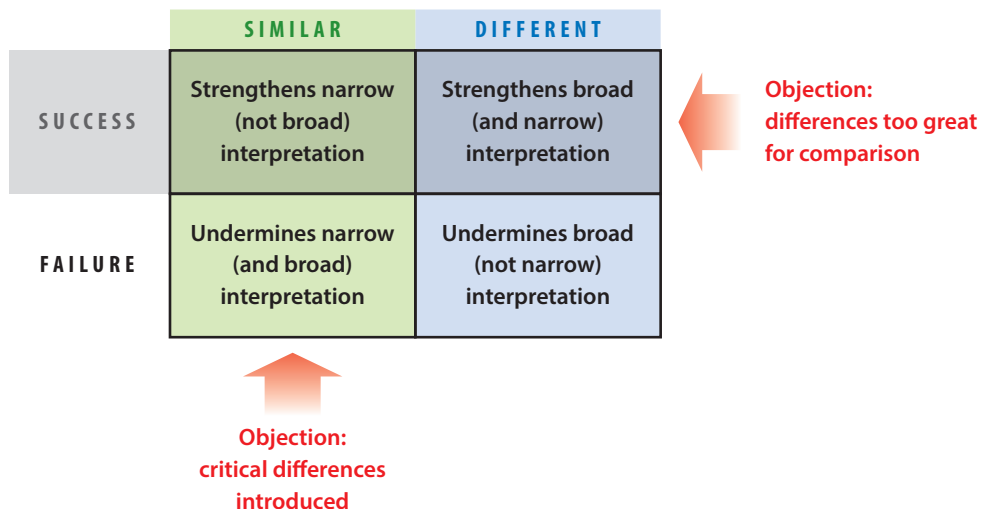 SIMILAR
DIFFERENT
SUCCESS
Strengthens narrow
(not broad)
interpretation
Strengthens broad
(and narrow)
interpretation
Objection:
differences too great
for comparison
FAILURE
Undermines narrow
(and broad)
interpretation
Undermines broad
(not narrow)
interpretation
Objection:
critical differences
introduced